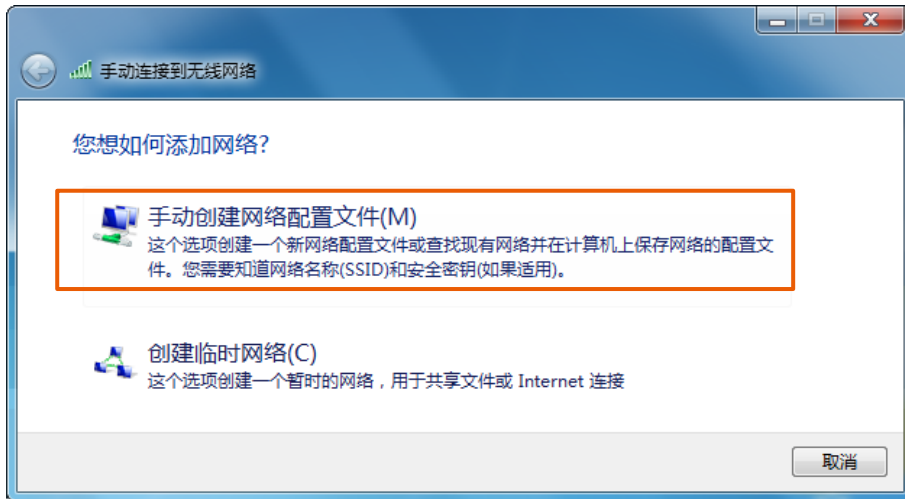 手动连接到无线网络
您想如何添加网络?
手动创建网络配置文件(M)
这个选项创建一个新网络配置文件或查找现有网络并在计算机上保存网络的配置文
件。您需要知道网络名称(SSID)和安全密钥(如果适用)。
创建临时网络(C)
这个选项创建一个暂时的网络，用于共享文件或 Internet 连接
取消